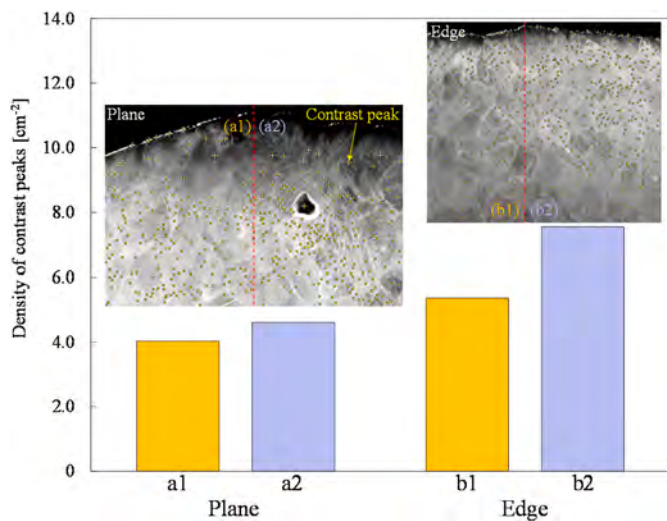 Density of contrast peaks [cm⁻²]
14.0
12.0
10.0
8.0
6.0
4.0
2.0
0
Plane
(a1) (a2)
Contrast peak
Edge
(b1) (b2)
a1 a2 b1 b2
Plane Edge